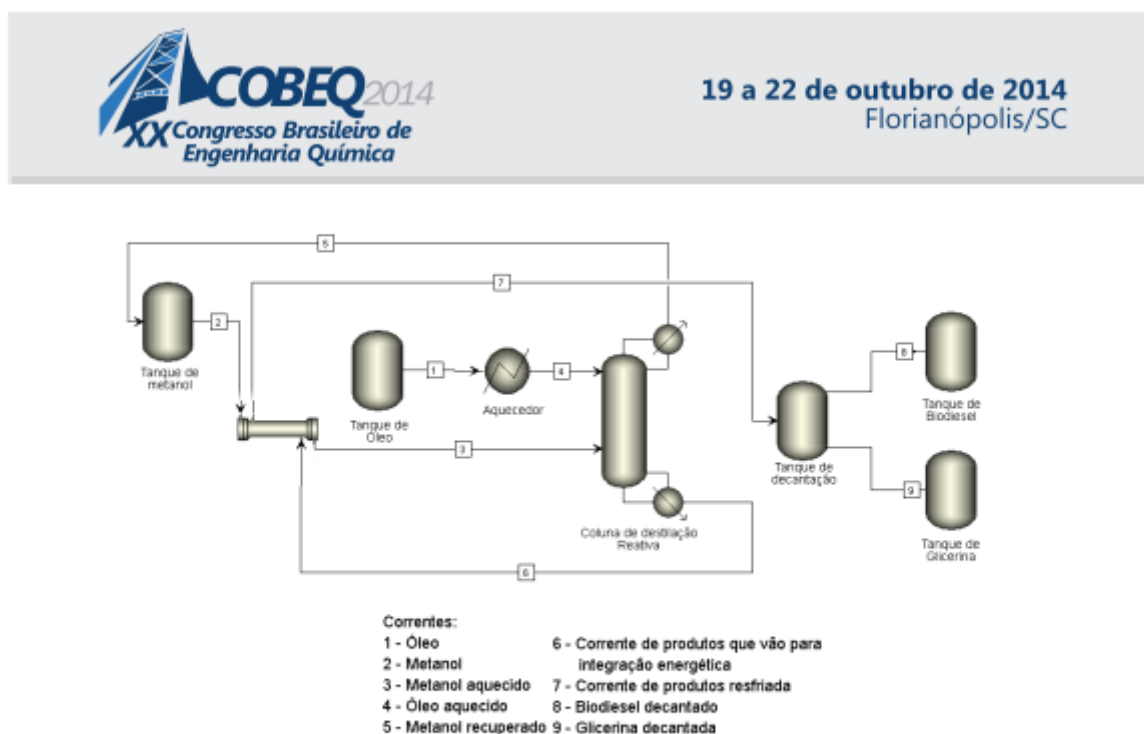 COBEQ2014
XX Congresso Brasileiro de
Engenharia Química
19 a 22 de outubro de 2014
Florianópolis/SC
5
7
2
Tanque de
metanol
1
Tanque de
Óleo
Aquecedor
4
3
Coluna de destilação
Reativa
6
Tanque de
decantação
8
Tanque de
Biodiesel
9
Tanque de
Glicerina
Correntes:
1 - Óleo
2 - Metanol
3 - Metanol aquecido
4 - Óleo aquecido
5 - Metanol recuperado
6 - Corrente de produtos que vão para
integração energética
7 - Corrente de produtos resfriada
8 - Biodiesel decantado
9 - Glicerina decantada